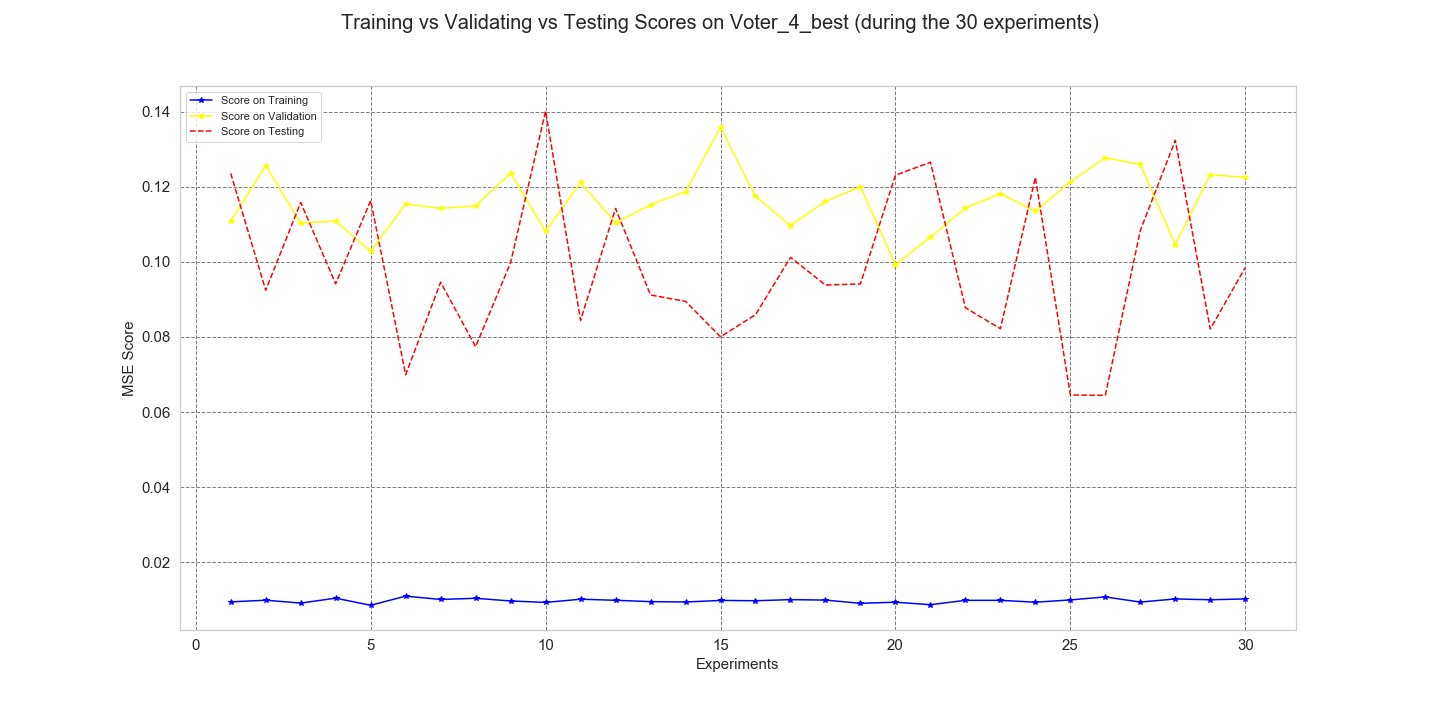 Training vs Validating vs Testing Scores on Voter_4_best (during the 30 experiments)
Score on Training
Score on Validation
Score on Testing
0.14
0.12
0.10
0.08
0.06
0.04
0.02
MSE Score
0 5 10 15 20 25 30
Experiments